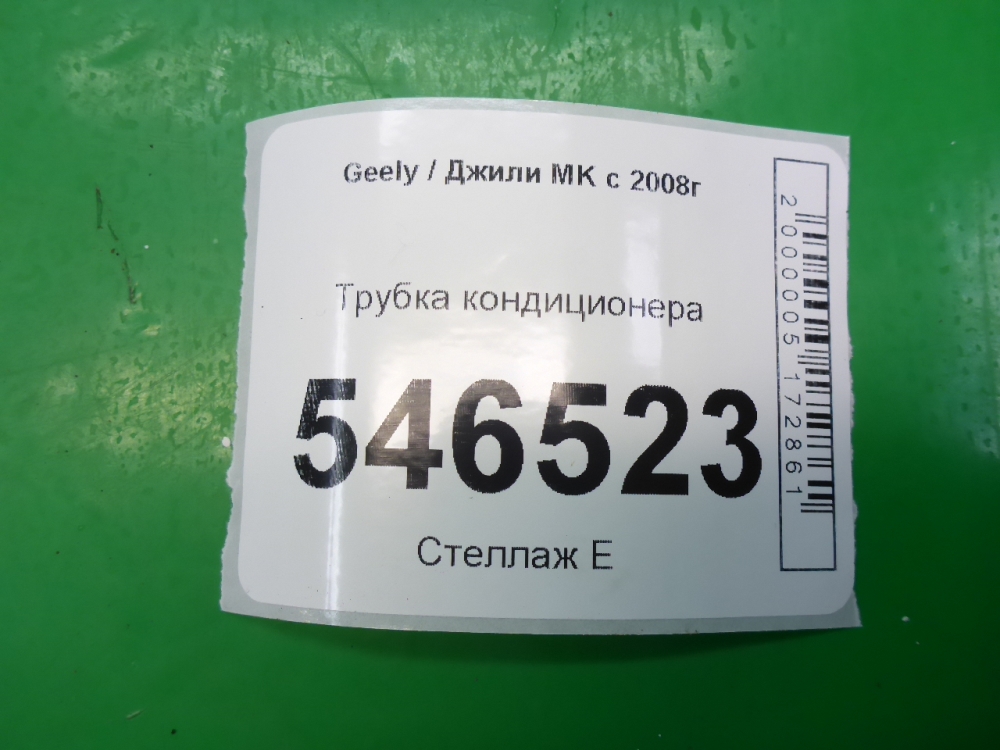 Geely / Джили МК с 2008г
Трубка кондиционера
546523
Стеллаж Е
2000005172861